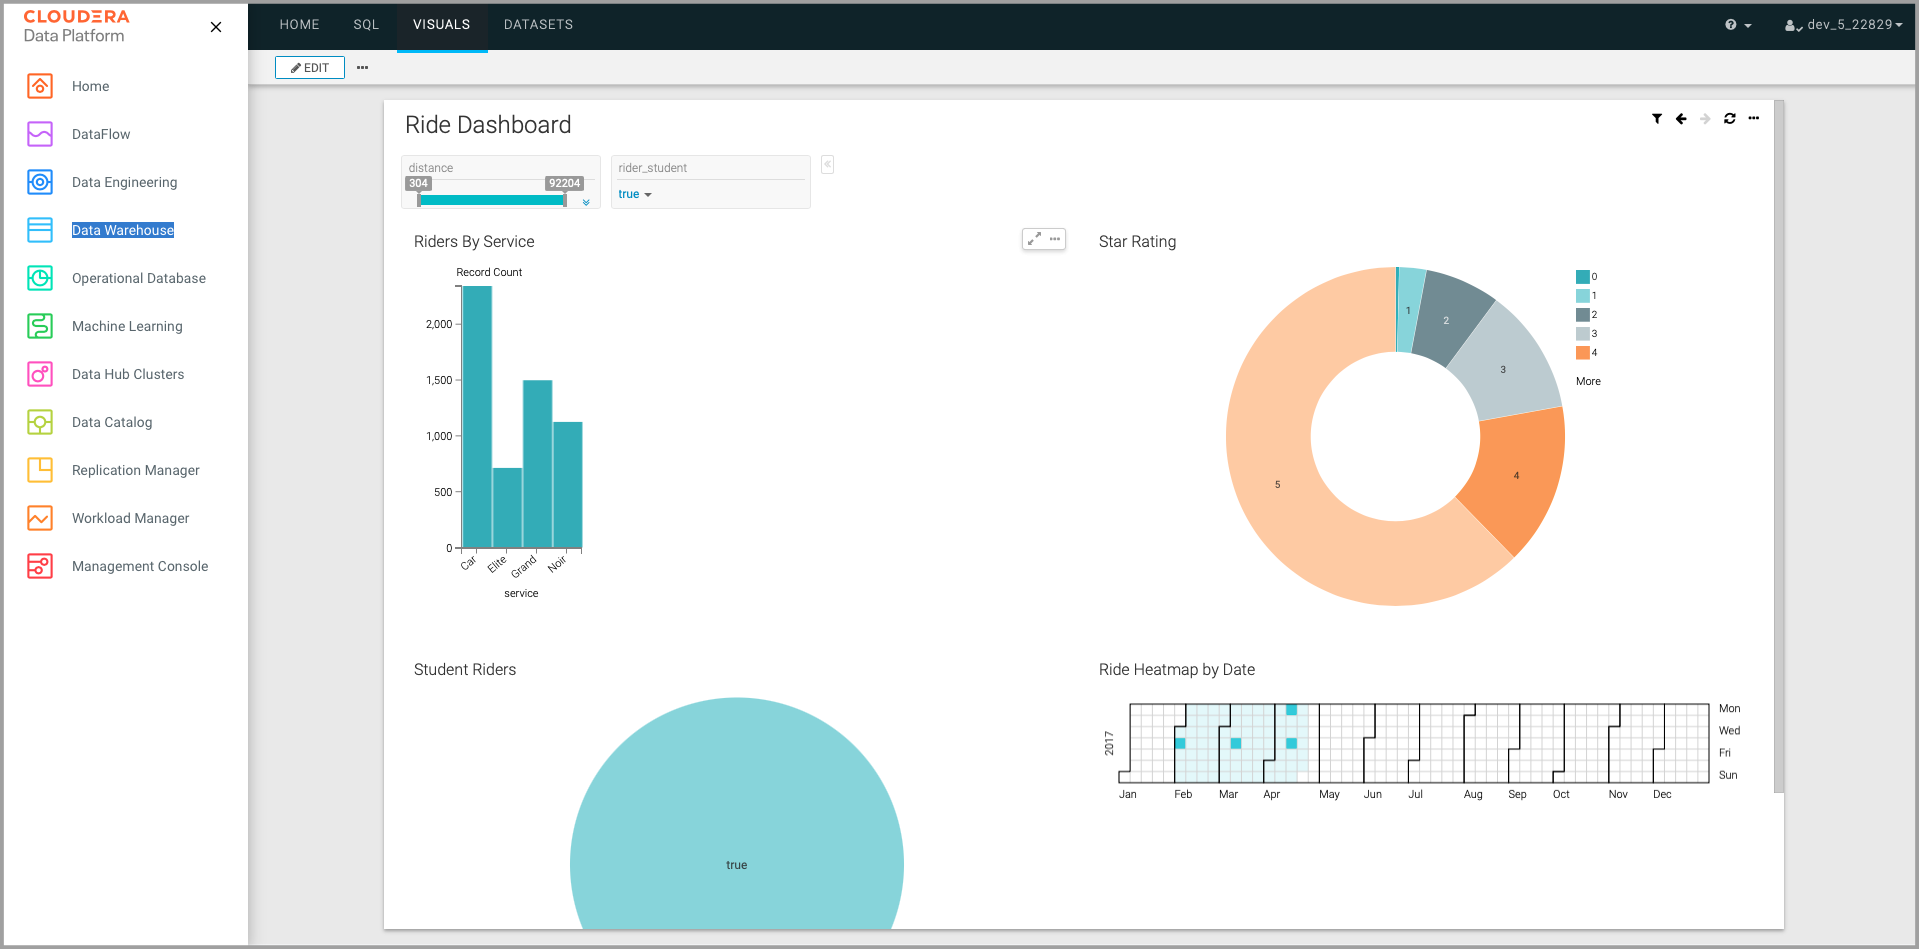 CLOUDERA
Data Platform
Home
DataFlow
Data Engineering
Data Warehouse
Operational Database
Machine Learning
Data Hub Clusters
Data Catalog
Replication Manager
Workload Manager
Management Console
HOME SQL VISUALS DATASETS
dev_5_22829
EDIT
Ride Dashboard
distance
304 92204
rider_student
true
Riders By Service
Record Count
2,000
1,500
1,000
500
0
Car Elite Grand Noir
service
Star Rating
1
2
3
4
5
0
1
2
3
4
More
Student Riders
true
Ride Heatmap by Date
2017
Mon
Wed
Fri
Sun
Jan Feb Mar Apr May Jun Jul Aug Sep Oct Nov Dec